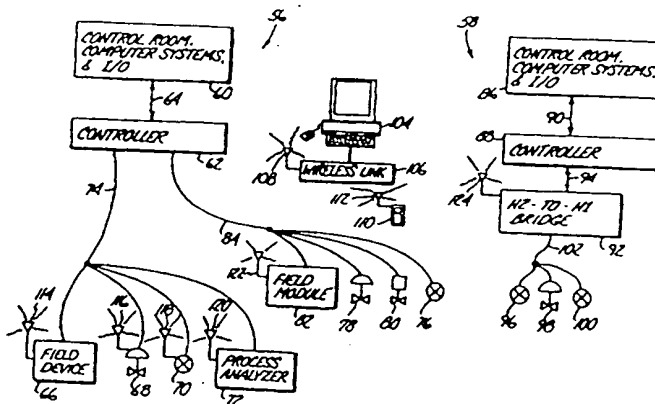 56
58
CONTROL ROOM,
COMPUTER SYSTEMS,
& I/O
60
64
CONTROLLER
62
74
84
104
108
WIRELESS LINK
106
112
110
CONTROL ROOM,
COMPUTER SYSTEMS,
& I/O
86
90
88
CONTROLLER
94
124
H2-TO-H1
BRIDGE
92
102
96
98
100
122
FIELD
MODULE
82
78
80
76
114
116
118
120
FIELD
DEVICE
66
68
70
PROCESS
ANALYZER
72